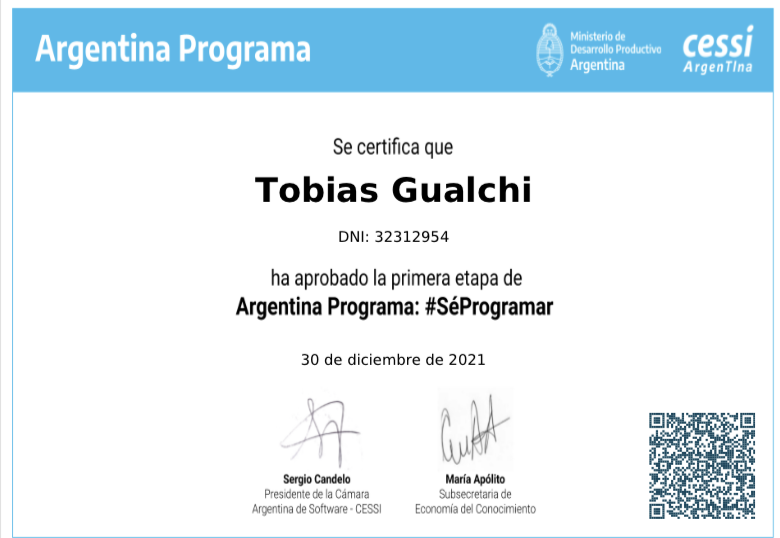 Argentina Programa
Ministerio de
Desarrollo Productivo
Argentina
cessi
ArgenTIna
Se certifica que
Tobias Gualchi
DNI: 32312954
ha aprobado la primera etapa de
Argentina Programa: #SéProgramar
30 de diciembre de 2021
Sergio Candelo
Presidente de la Cámara
Argentina de Software - CESSI
María Apólito
Subsecretaria de
Economía del Conocimiento